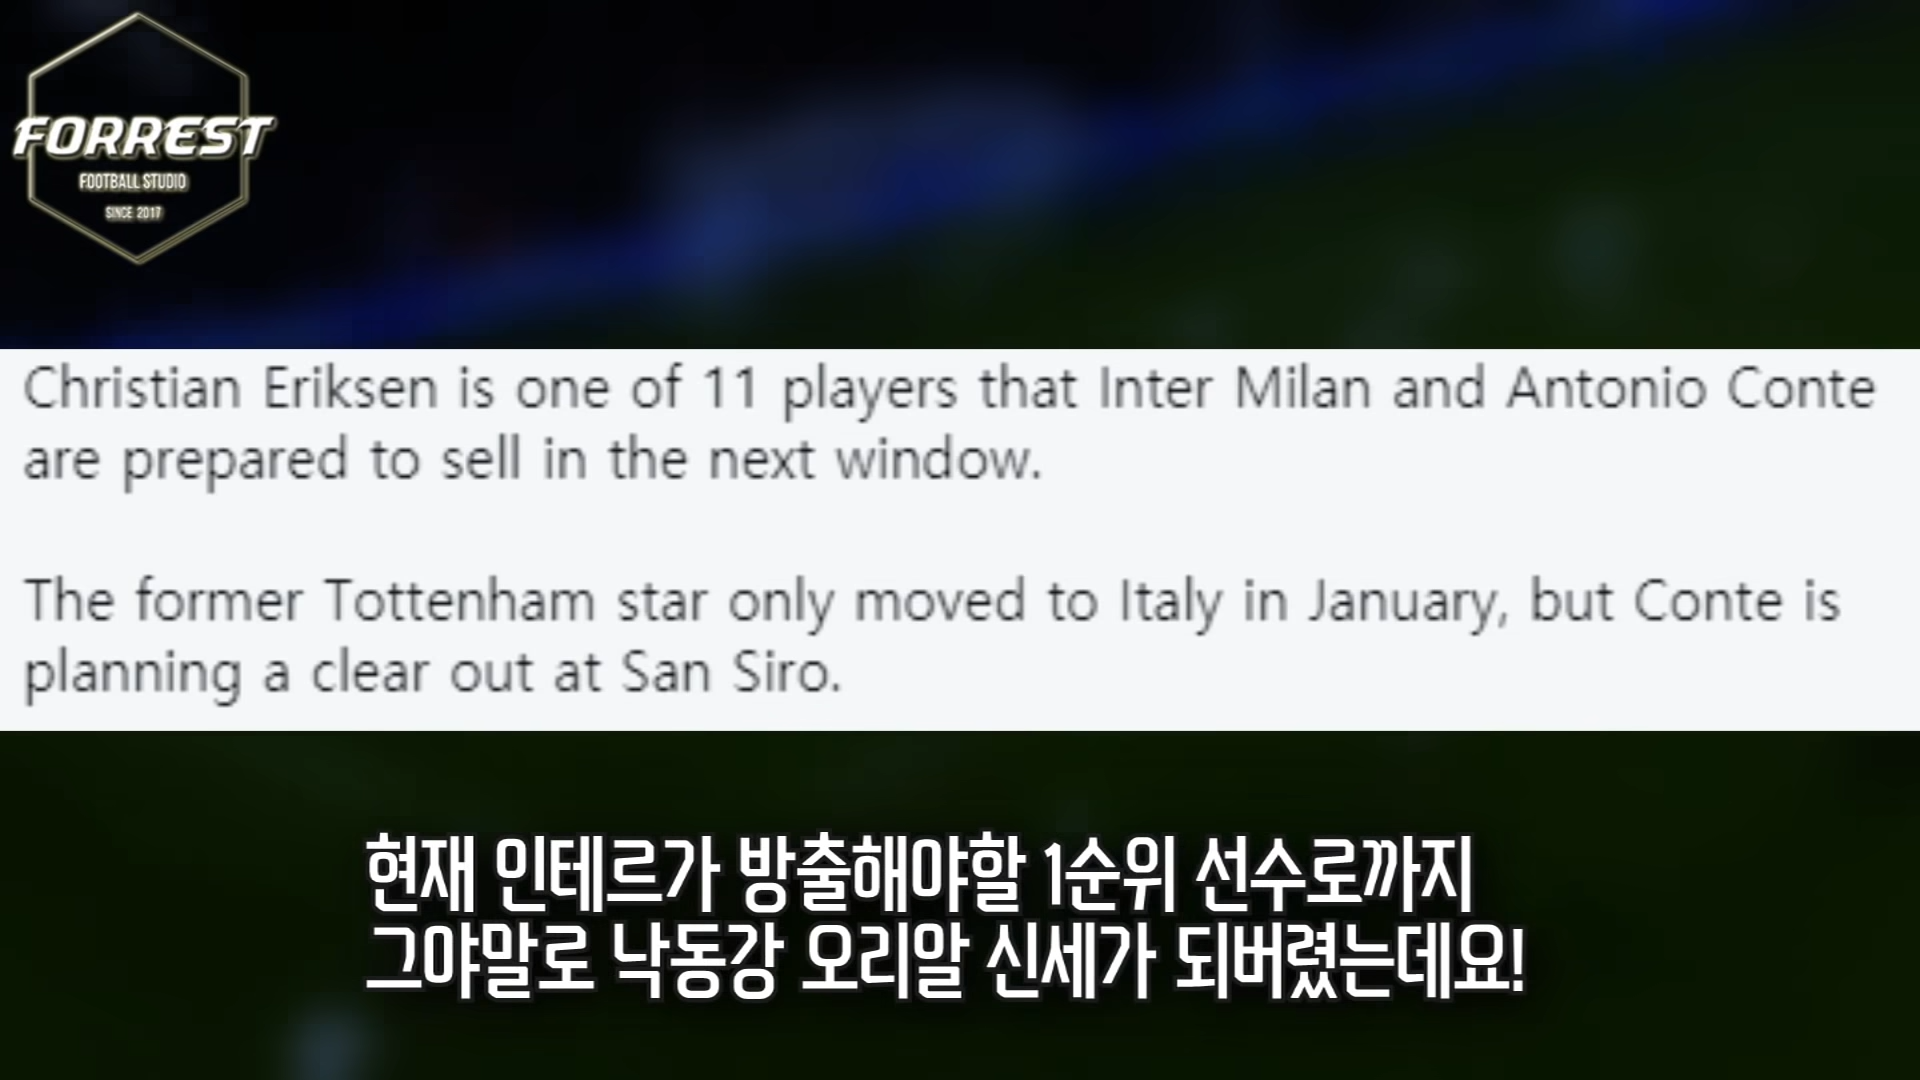 FORREST
FOOTBALL STUDIO
SINCE 2017
Christian Eriksen is one of 11 players that Inter Milan and Antonio Conte
are prepared to sell in the next window.
The former Tottenham star only moved to Italy in January, but Conte is
planning a clear out at San Siro.
현재 인테르가 방출해야할 1순위 선수로까지
그야말로 낙동강 오리알 신세가 되버렸는데요!